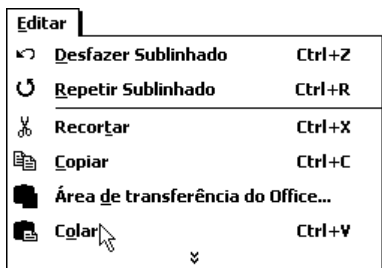 Editar
Desfazer Sublinhado Ctrl+Z
Repetir Sublinhado Ctrl+R
Recortar Ctrl+X
Copiar Ctrl+C
Área de transferência do Office...
Colar Ctrl+V